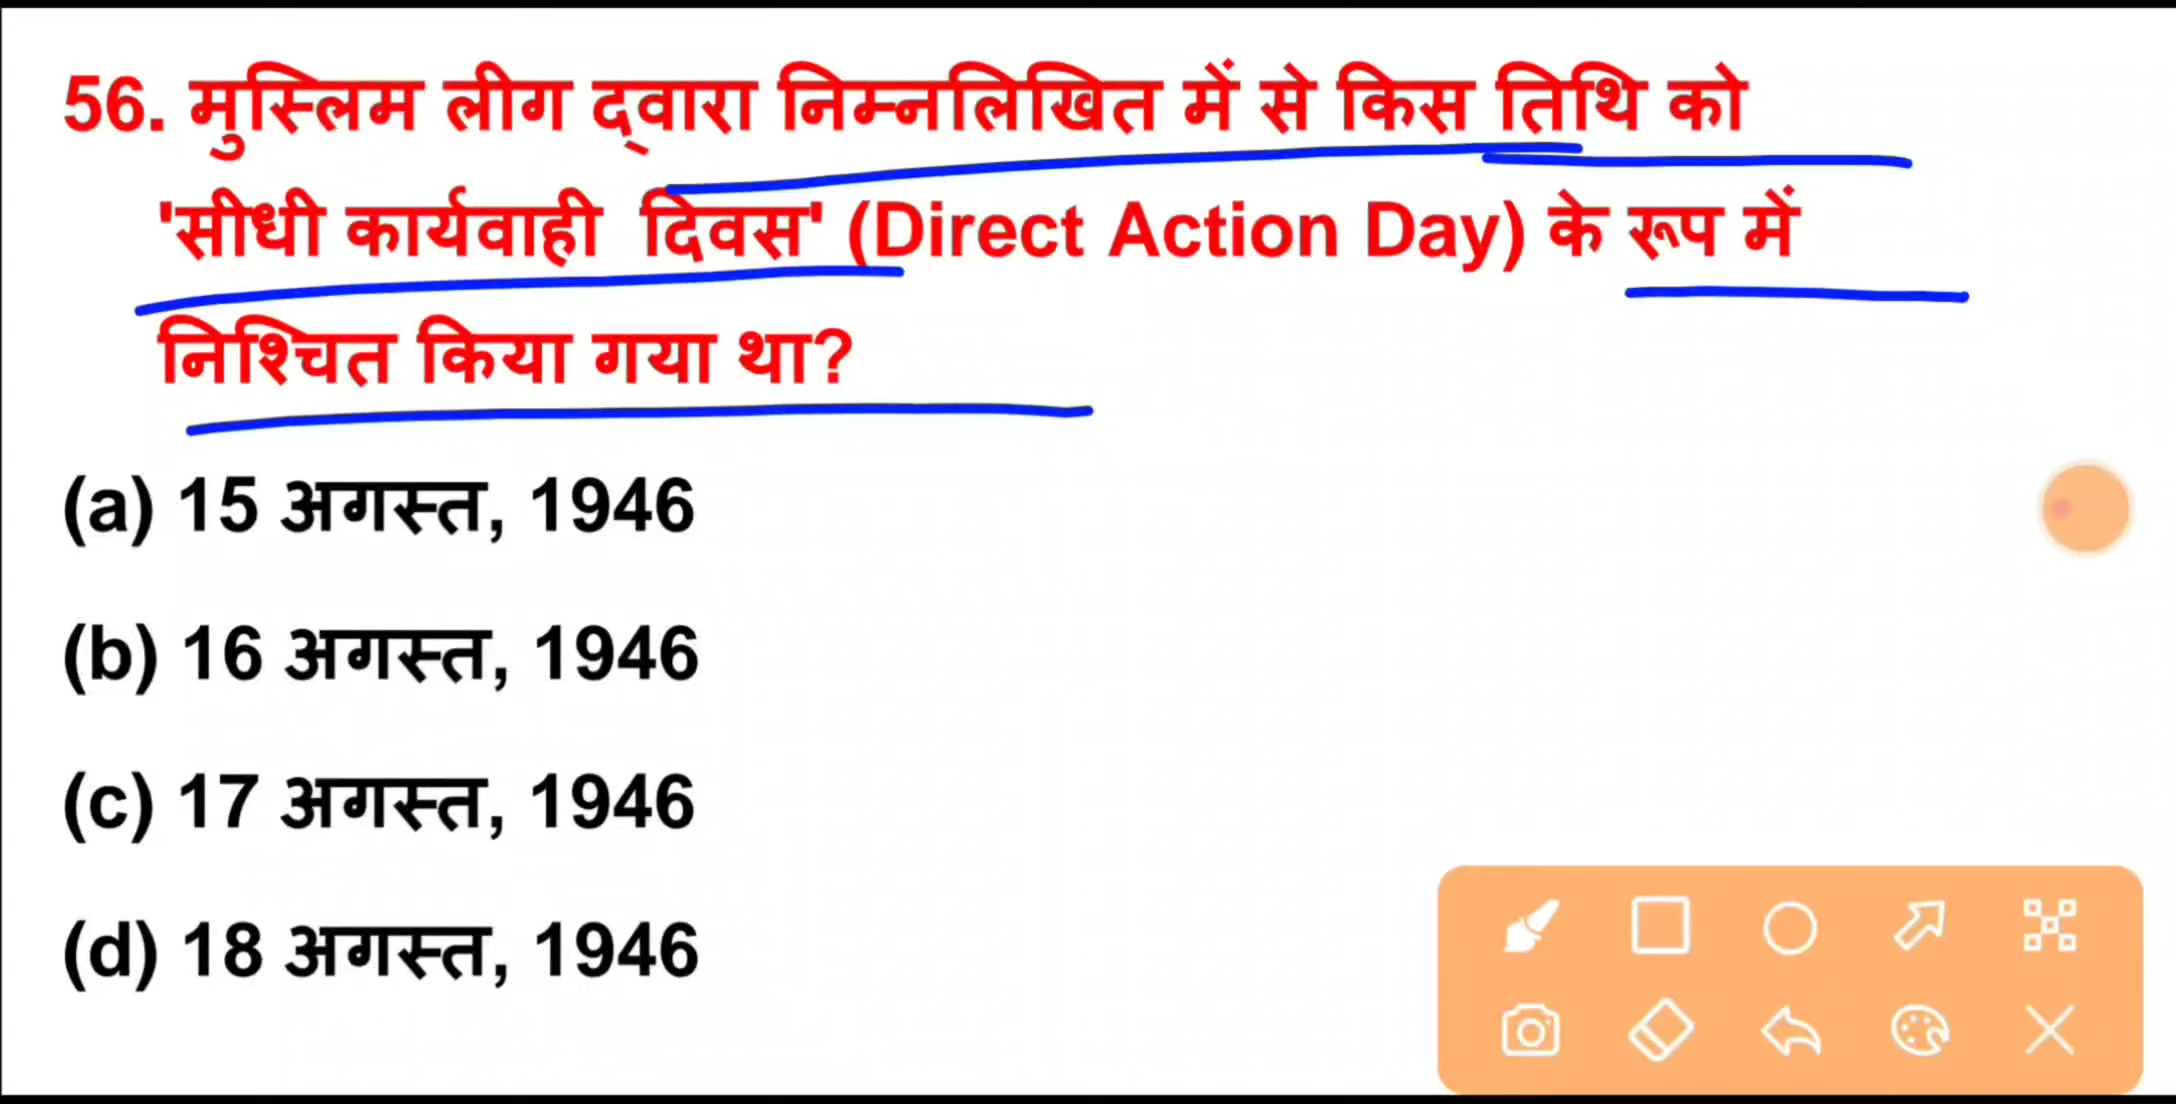 56. मुस्लिम लीग द्वारा निम्नलिखित में से किस तिथि को
'सीधी कार्यवाही दिवस' (Direct Action Day) के रूप में
निश्चित किया गया था?
(a) 15 अगस्त, 1946
(b) 16 अगस्त, 1946
(c) 17 अगस्त, 1946
(d) 18 अगस्त, 1946